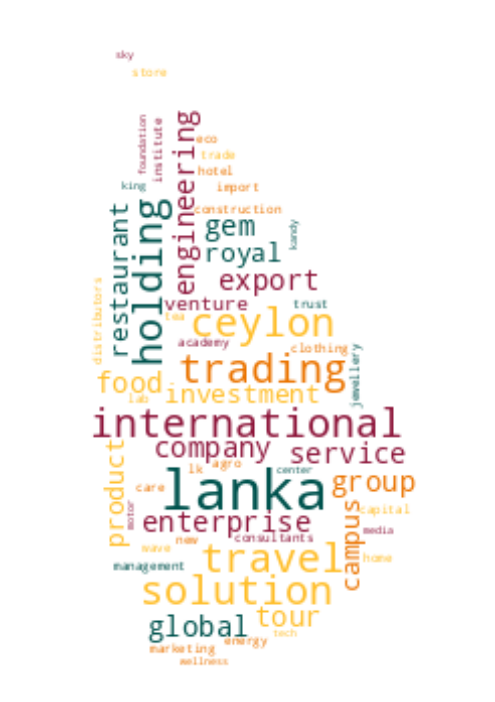 sky
store
foundation
institute
engineering
eco
trade
hotel
king
import
holding
restaurant
construction
gem
kandy
royal
export
distributors
venture
trust
tea
ceylon
academy
clothing
jewellery
trading
food
investment
lab
international
company
service
product
lk
agro
center
lanka
group
care
motor
enterprise
campus
capital
media
new
consultants
wave
travel
home
management
solution
tour
global
tech
energy
marketing
wellness